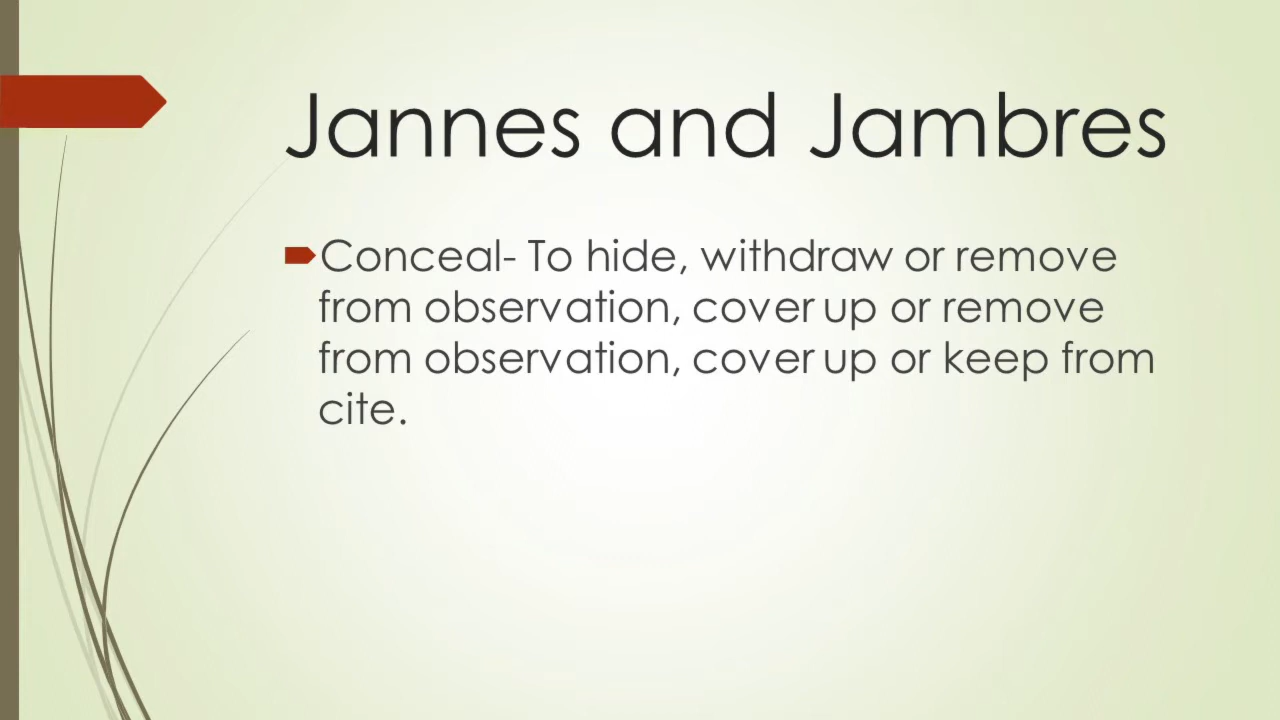 Jannes and Jambres
Conceal- To hide, withdraw or remove
from observation, cover up or remove
from observation, cover up or keep from
cite.